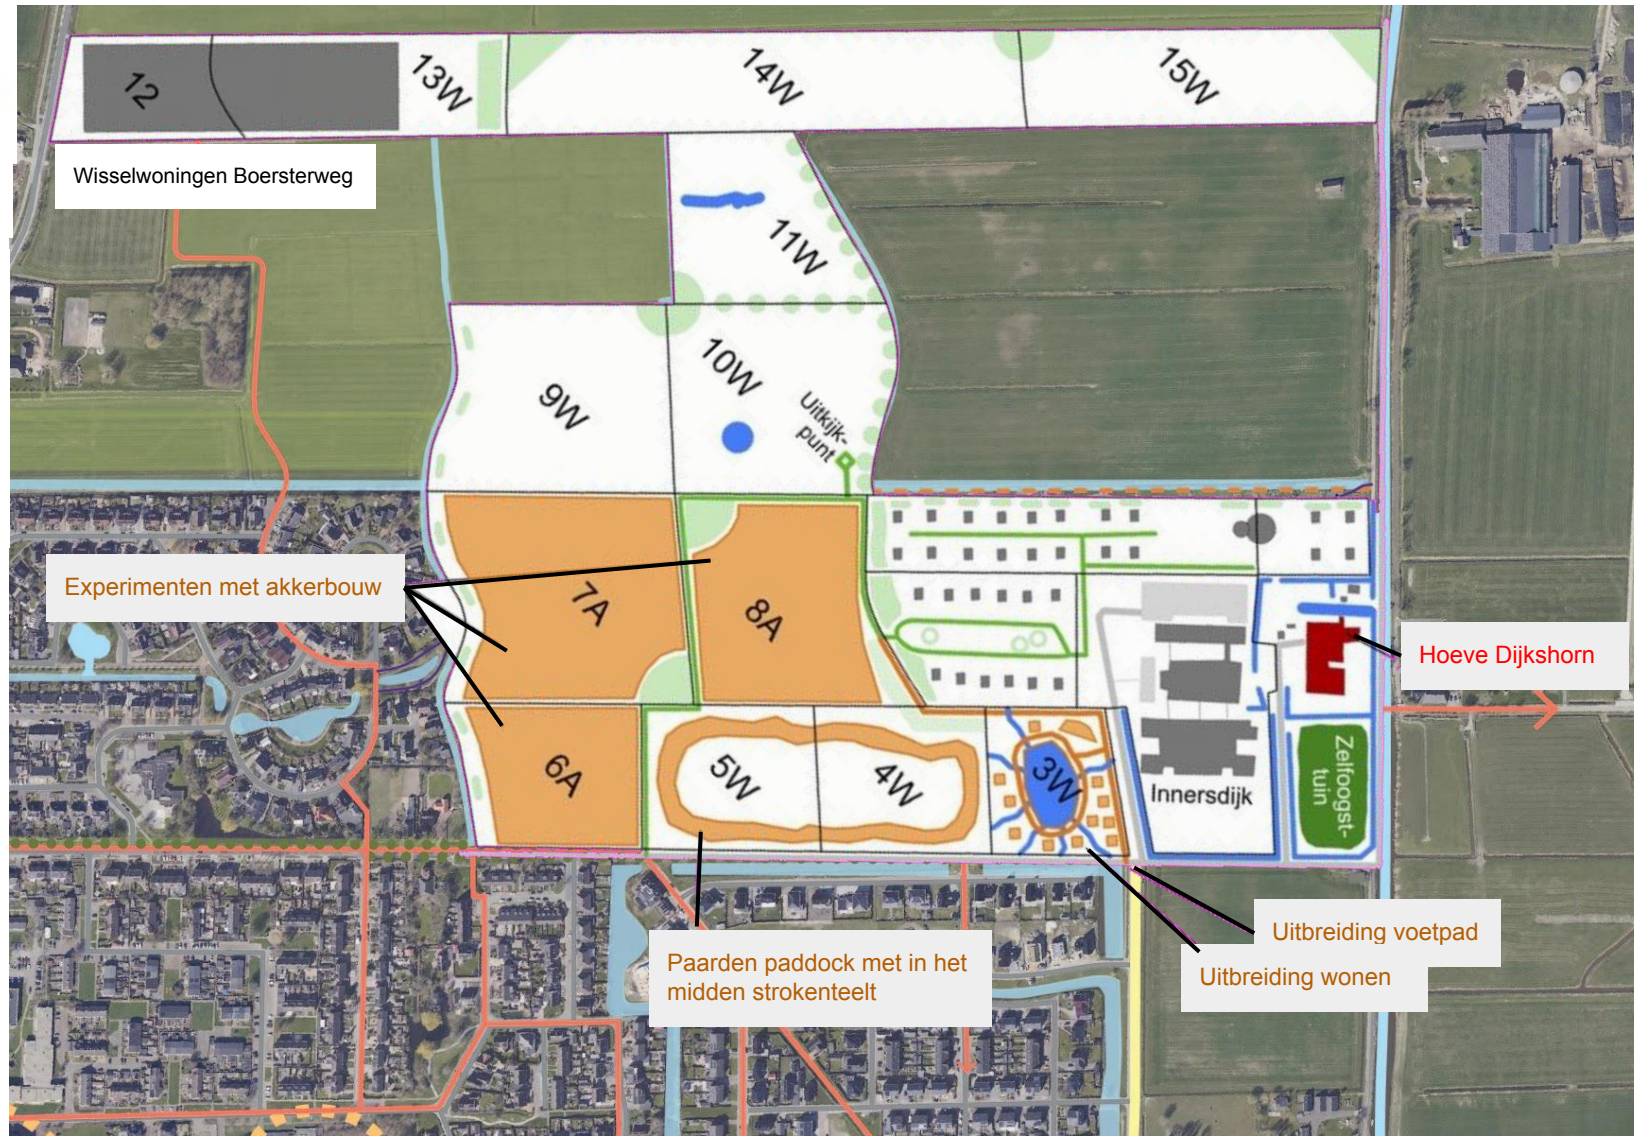 12
13W
14W
15W
Wisselwoningen Boersterweg
11W
10W
9W
Uitkijk-
punt
Experimenten met akkerbouw
7A
8A
Hoeve Dijkshorn
6A
5W
4W
3W
Innersdijk
Zelfoogst-
tuin
Uitbreiding voetpad
Uitbreiding wonen
Paarden paddock met in het
midden strokenteelt